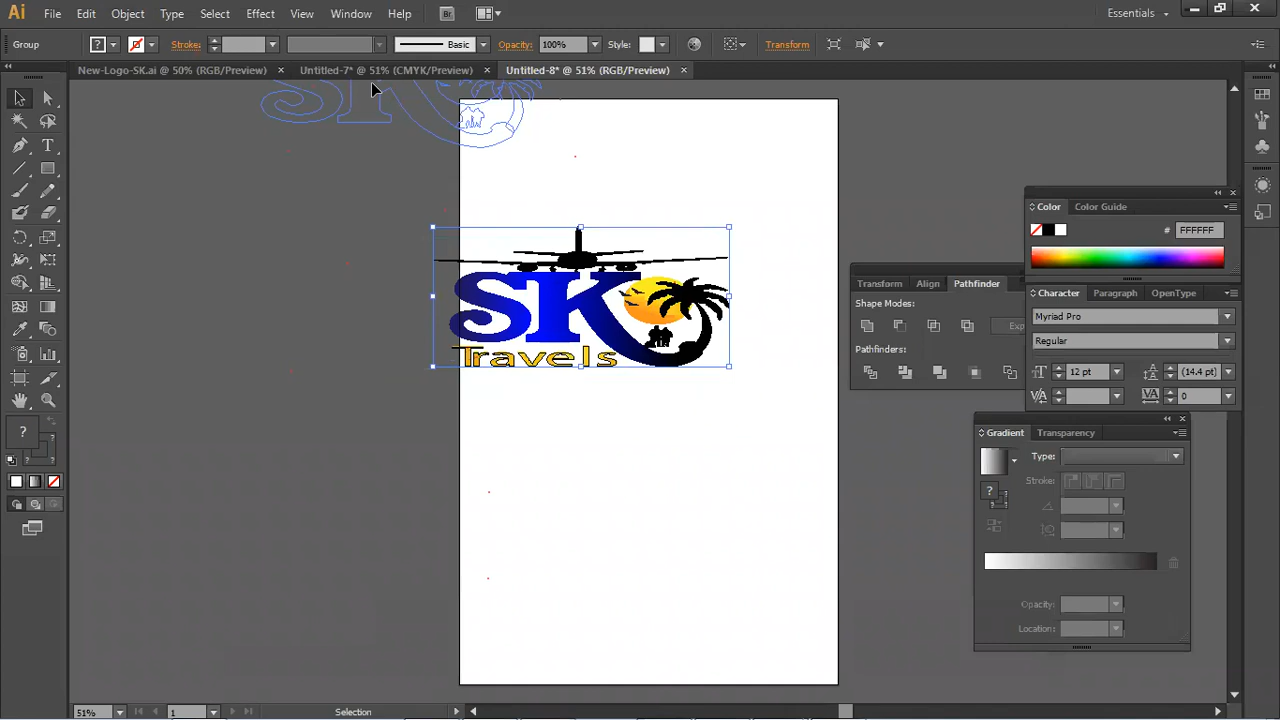 Ai File Edit Object Type Select Effect View Window Help Br Essentials
Group Stroke: Basic Opacity: 100% Style: Transform
New-Logo-SK.ai @ 50% (RGB/Preview) × Untitled-7* @ 51% (CMYK/Preview) × Untitled-8* @ 51% (RGB/Preview) ×
SK
Travels
Color Color Guide
# FFFFFF
Transform Align Pathfinder
Shape Modes:
Exp
Pathfinders:
Character Paragraph OpenType
Myriad Pro
Regular
12 pt (14.4 pt)
0
Gradient Transparency
Type:
Stroke:
Opacity:
Location:
51% 1 Selection